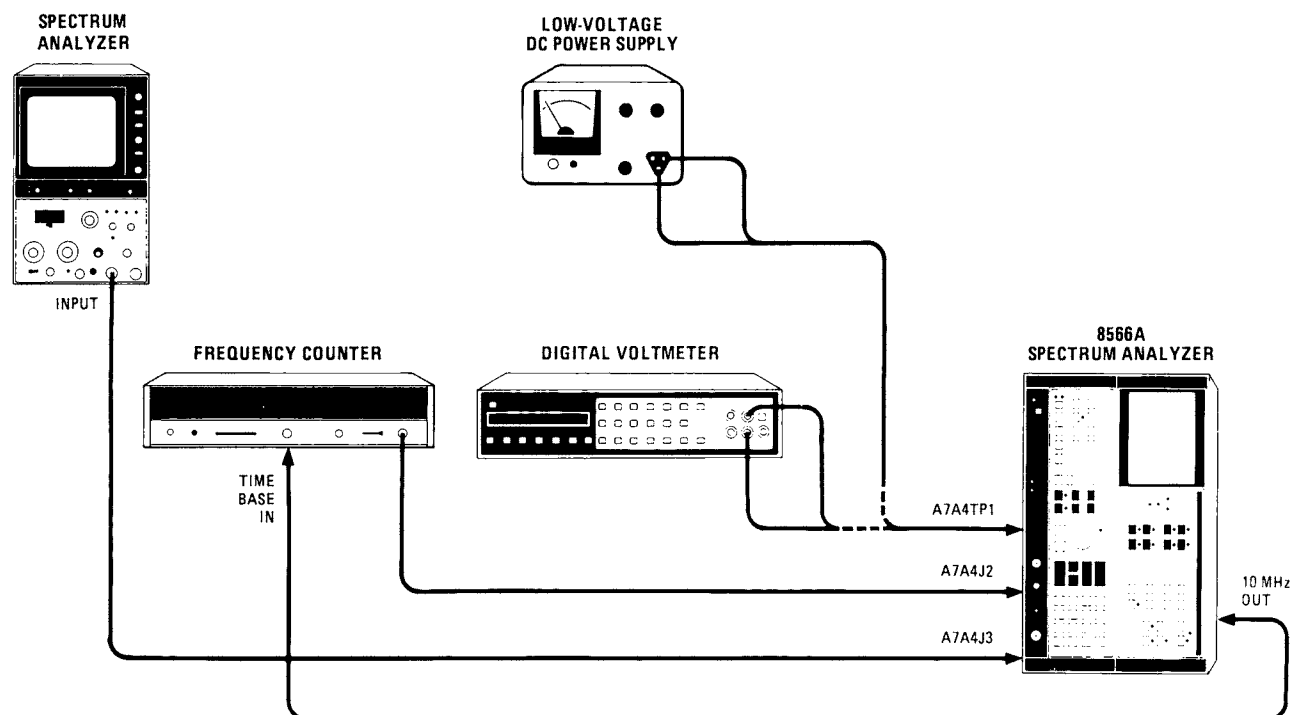 SPECTRUM
ANALYZER
LOW-VOLTAGE
DC POWER SUPPLY
INPUT
8566A
SPECTRUM ANALYZER
FREQUENCY COUNTER
DIGITAL VOLTMETER
TIME
BASE
IN
A7A4TP1
A7A4J2
10 MHz
OUT
A7A4J3